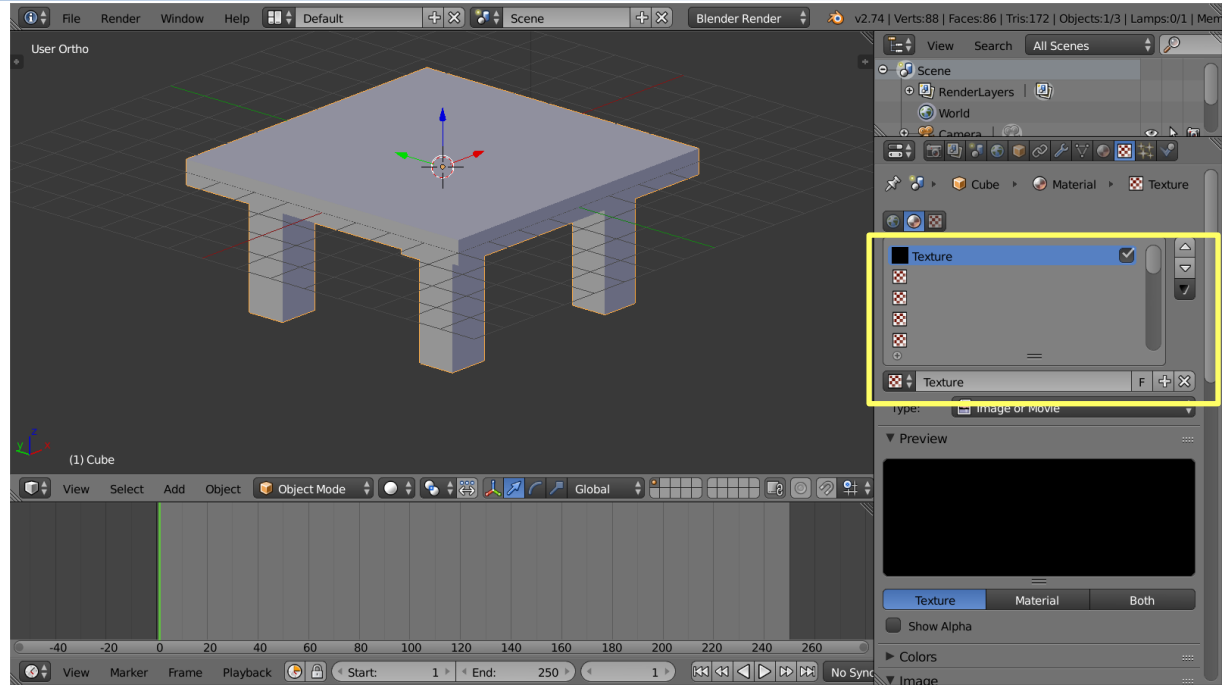 File Render Window Help Default Scene Blender Render v2.74 | Verts:88 | Faces:86 | Tris:172 | Objects:1/3 | Lamps:0/1 | Mem
User Ortho
View Search All Scenes
Scene
RenderLayers
World
Camera
Cube Material Texture
Texture
Texture F
Type: Image or Movie
Preview
z
y x
(1) Cube
View Select Add Object Object Mode Global
Texture Material Both
Show Alpha
-40 -20 0 20 40 60 80 100 120 140 160 180 200 220 240 260
Colors
View Marker Frame Playback Start: 1 End: 250 1 No Sync
Image